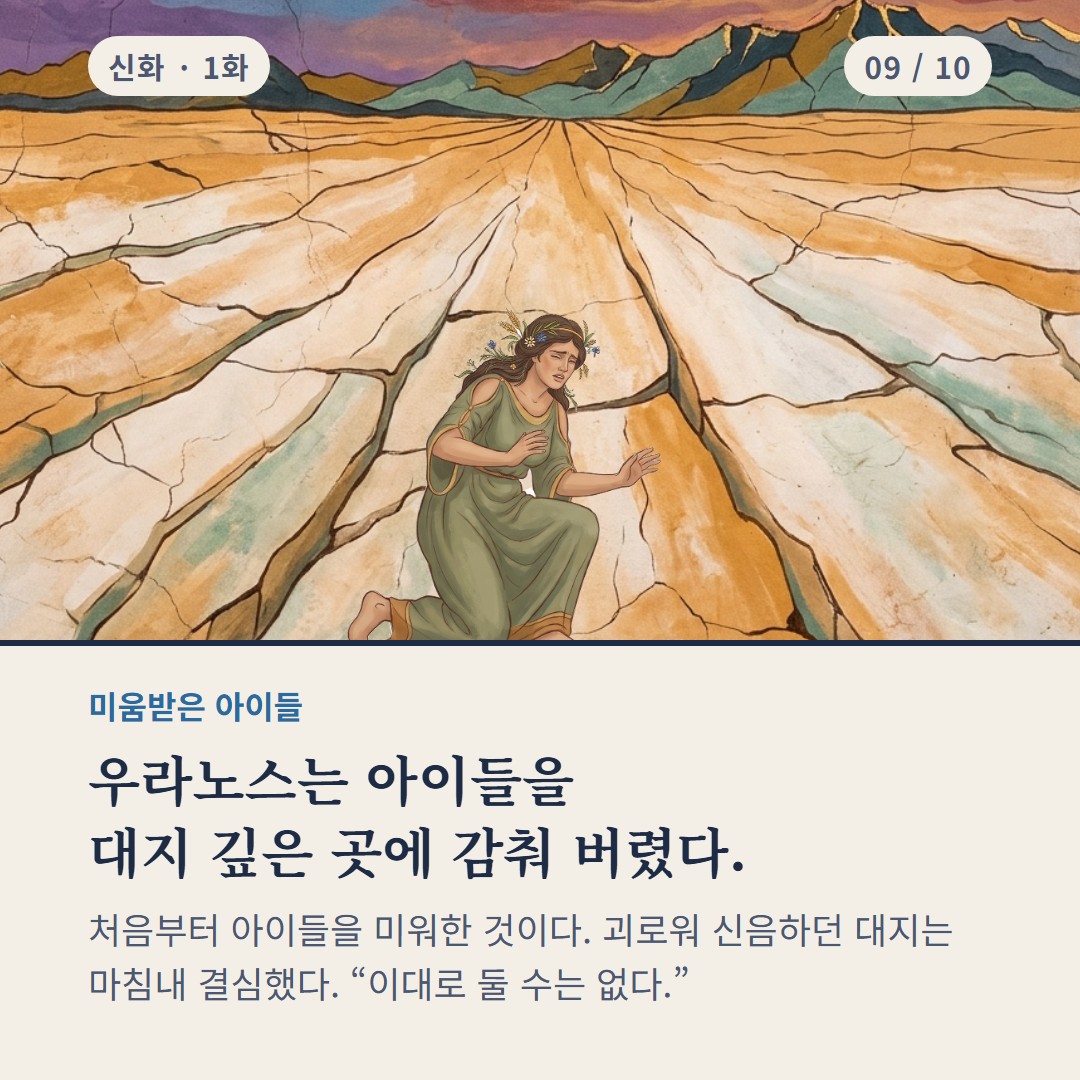 신화 · 1화
09 / 10
미움받은 아이들
우라노스는 아이들을
대지 깊은 곳에 감춰 버렸다.
처음부터 아이들을 미워한 것이다. 괴로워 신음하던 대지는
마침내 결심했다. “이대로 둘 수는 없다.”